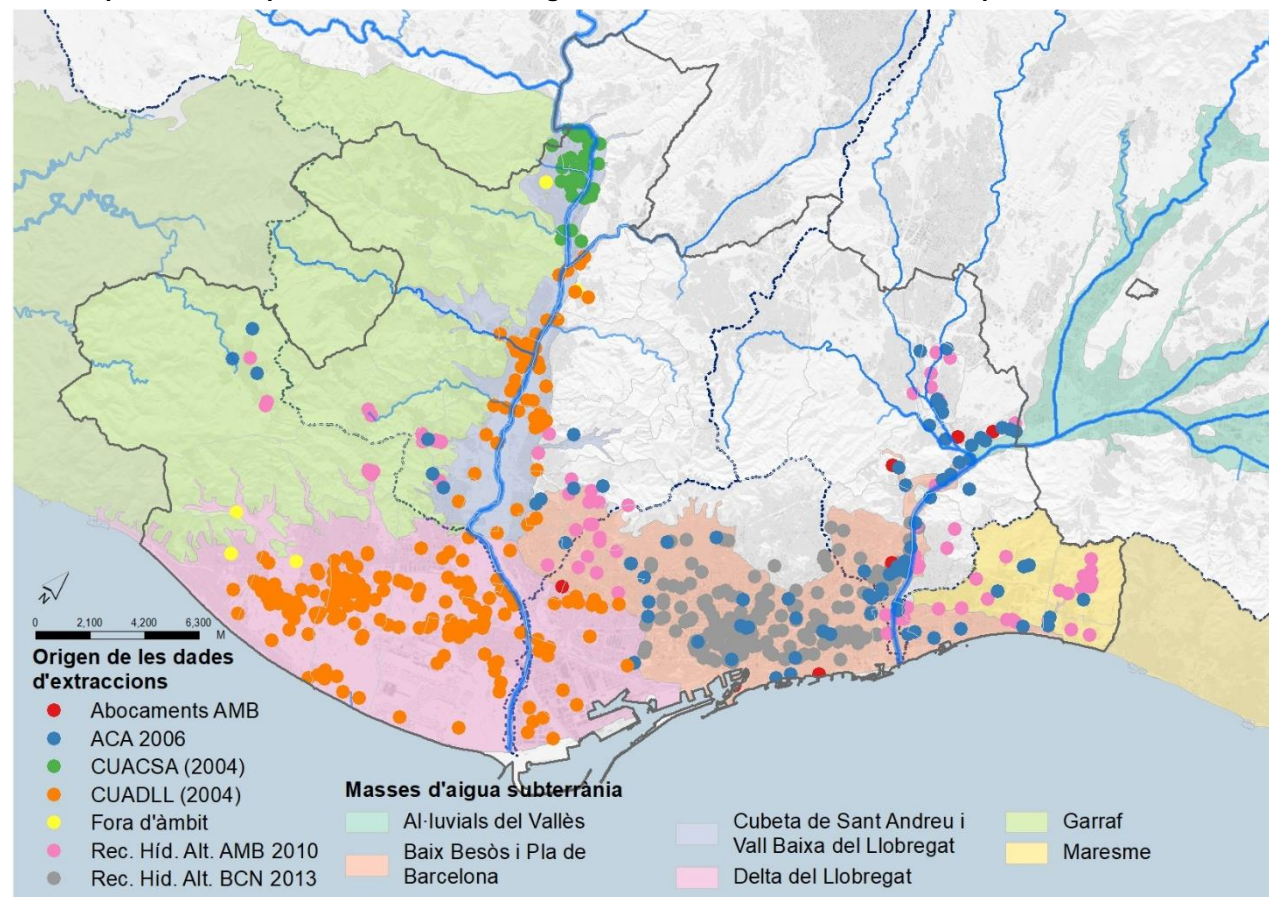 N
0 2,100 4,200 6,300
M
Origen de les dades
d'extraccions
Abocaments AMB
ACA 2006
CUACSA (2004)
CUADLL (2004)
Fora d'àmbit
Rec. Híd. Alt. AMB 2010
Rec. Hid. Alt. BCN 2013
Masses d'aigua subterrània
Al·luvials del Vallès
Baix Besòs i Pla de
Barcelona
Cubeta de Sant Andreu i
Vall Baixa del Llobregat
Delta del Llobregat
Garraf
Maresme